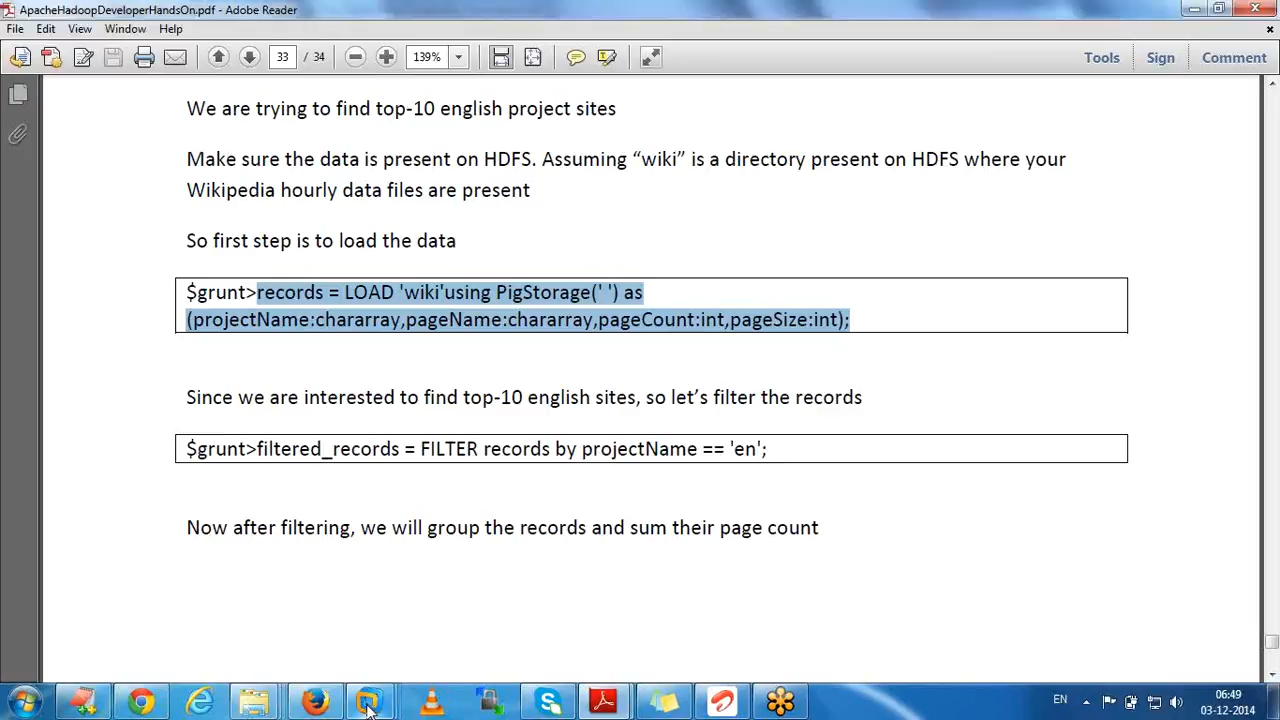 ApacheHadoopDeveloperHandsOn.pdf - Adobe Reader
File Edit View Window Help
33 / 34 139% Tools Sign Comment
We are trying to find top-10 english project sites
Make sure the data is present on HDFS. Assuming “wiki” is a directory present on HDFS where your
Wikipedia hourly data files are present
So first step is to load the data
$grunt>records = LOAD 'wiki'using PigStorage(' ') as
(projectName:chararray,pageName:chararray,pageCount:int,pageSize:int);
Since we are interested to find top-10 english sites, so let’s filter the records
$grunt>filtered_records = FILTER records by projectName == 'en';
Now after filtering, we will group the records and sum their page count
EN 06:49
03-12-2014